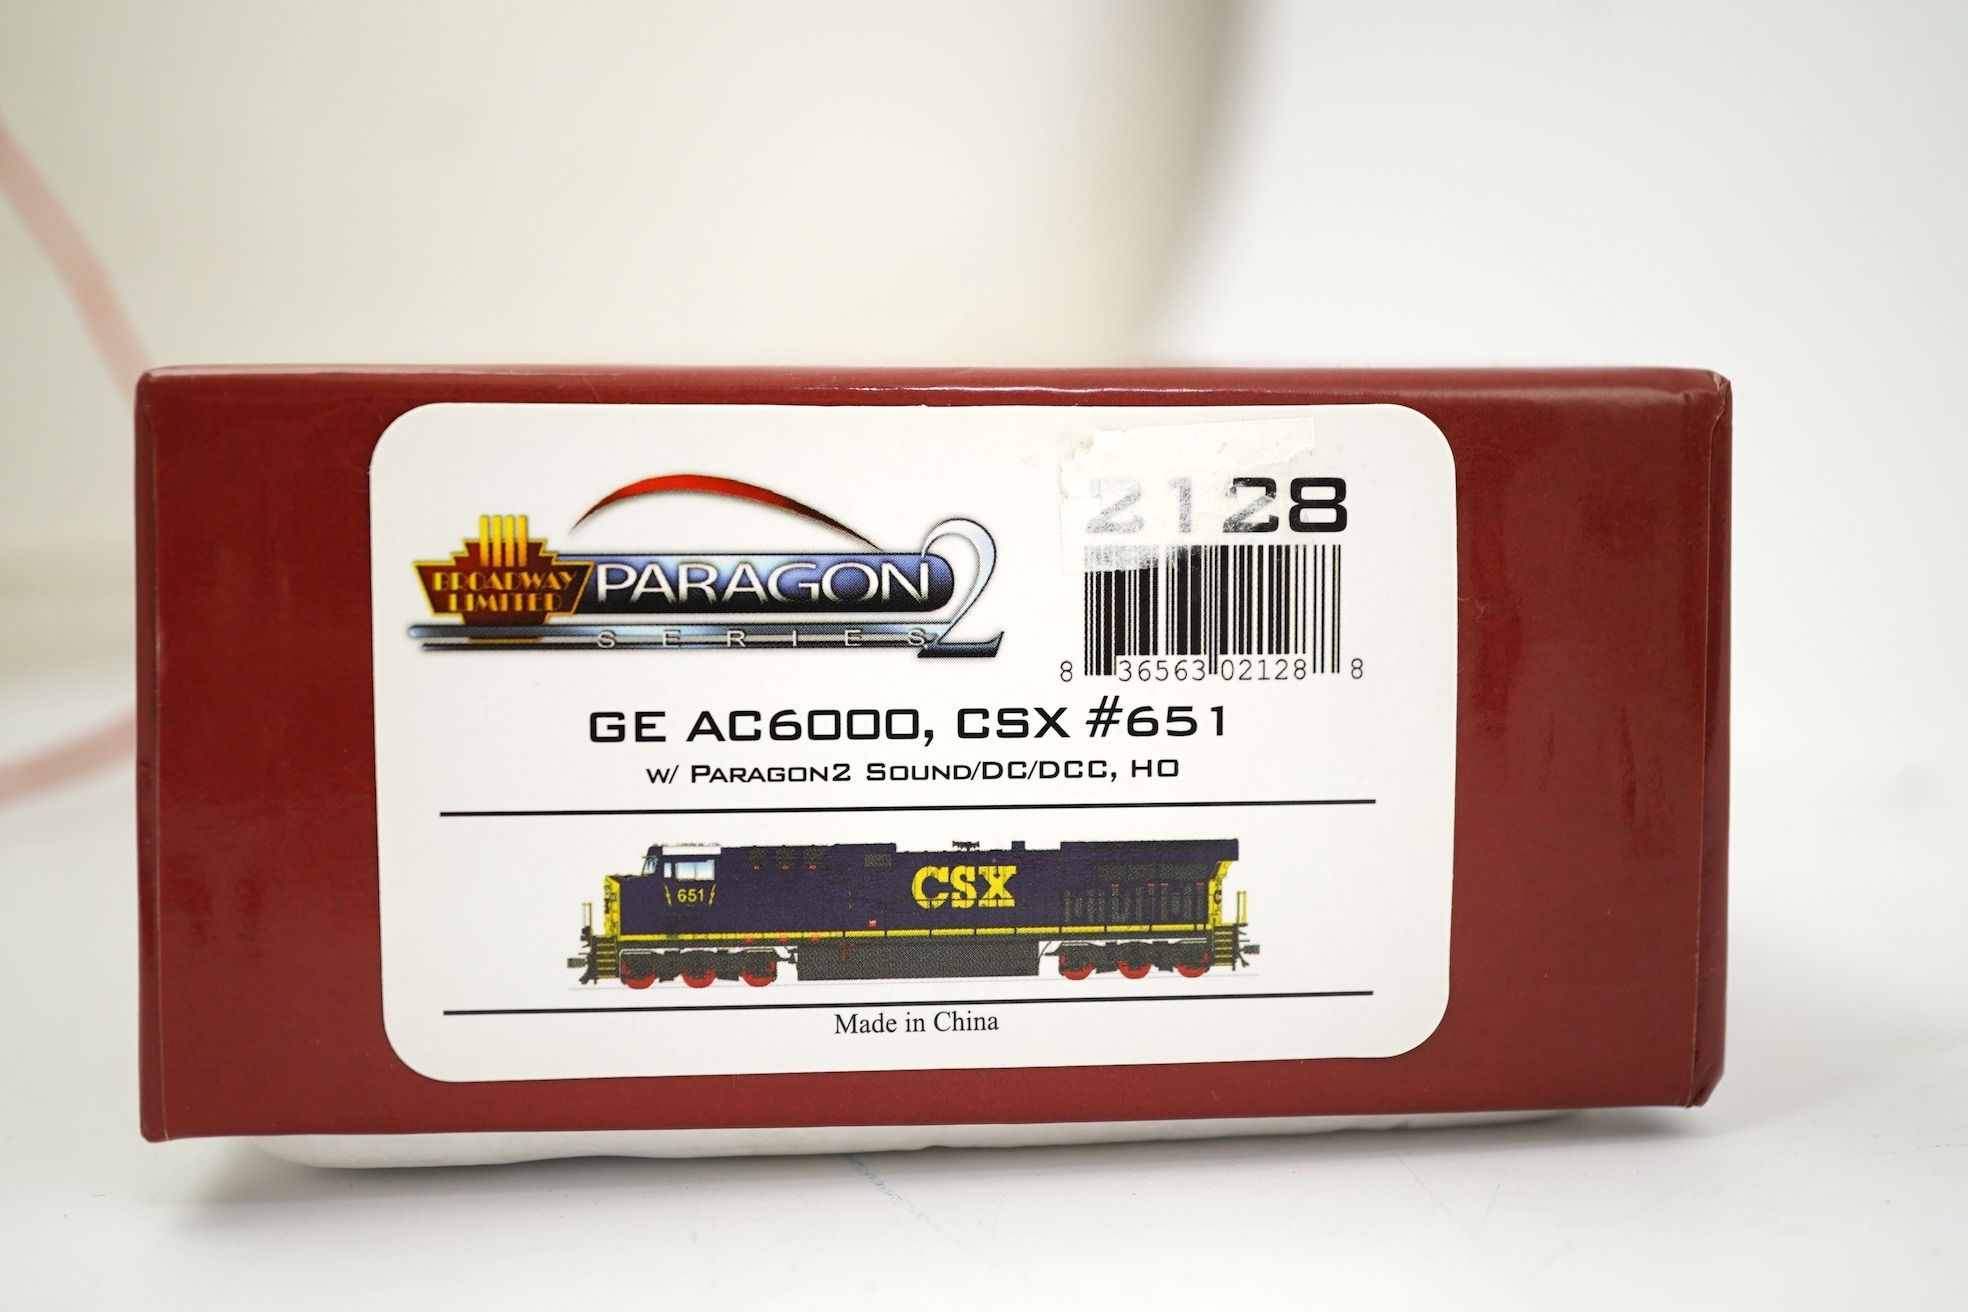 BROADWAY
LIMITED
PARAGON 2
SERIES
2128
8 36563 02128 8
GE AC6000, CSX #651
w/ PARAGON2 SOUND/DC/DCC, HO
651
CSX
Made in China